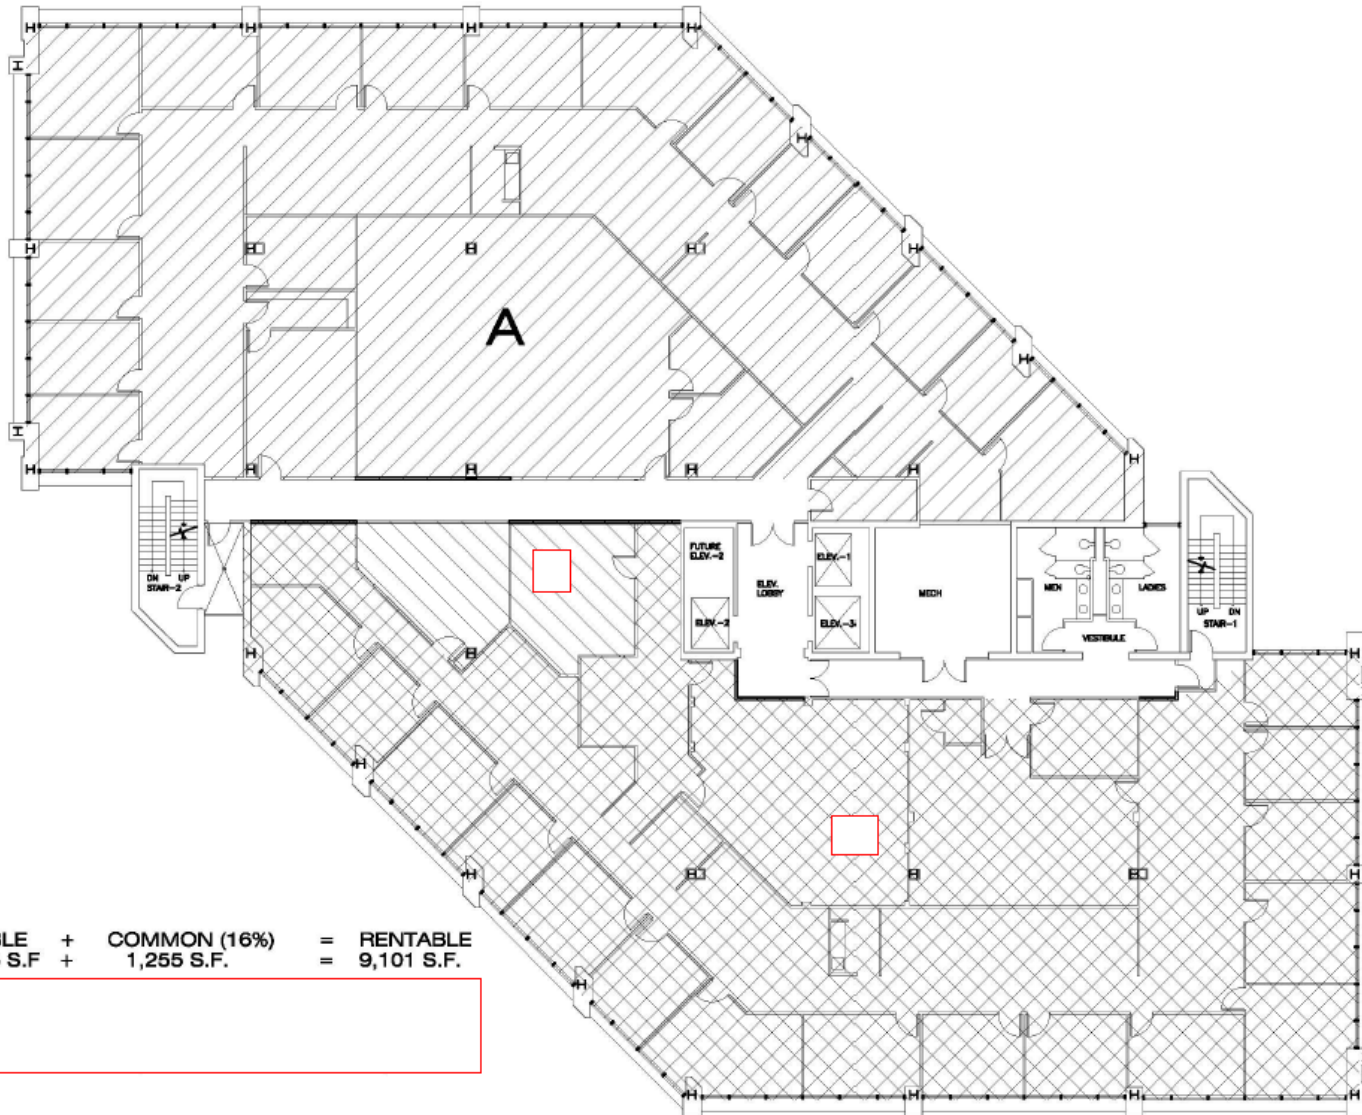 A
FUTURE
ELEV.-2
ELEV.-2
ELEV.
LOBBY
ELEV.-1
ELEV.-3
MECH
MEN
LADIES
VESTIBULE
DN UP
STAIR-2
UP DN
STAIR-1
LE + COMMON (16%) = RENTABLE
S.F + 1,255 S.F. = 9,101 S.F.